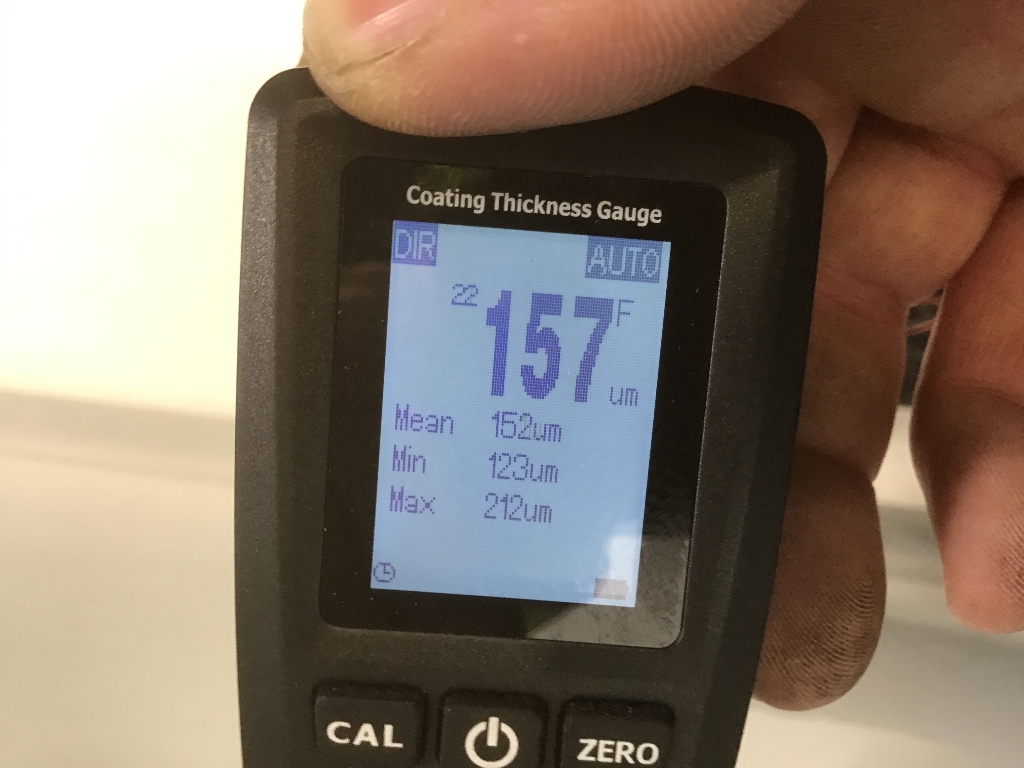 Coating Thickness Gauge
DIR AUTO
22 157 F um
Mean 152um
Min 123um
Max 212um
CAL ZERO